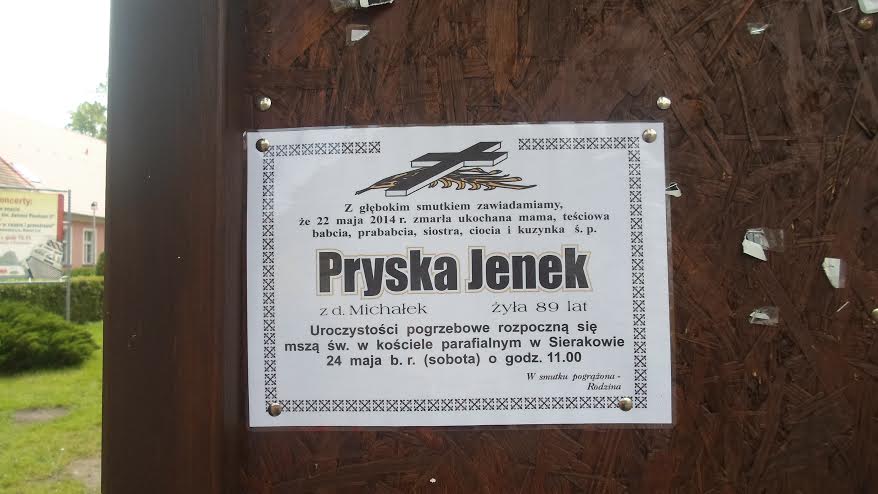 Z głębokim smutkiem zawiadamiamy,
że 22 maja 2014 r. zmarła ukochana mama, teściowa
babcia, prababcia, siostra, ciocia i kuzynka ś. p.
Pryska Jenek
z d. Michałek żyła 89 lat
Uroczystości pogrzebowe rozpoczną się
mszą św. w kościele parafialnym w Sierakowie
24 maja b. r. (sobota) o godz. 11.00
W smutku pogrążona -
Rodzina